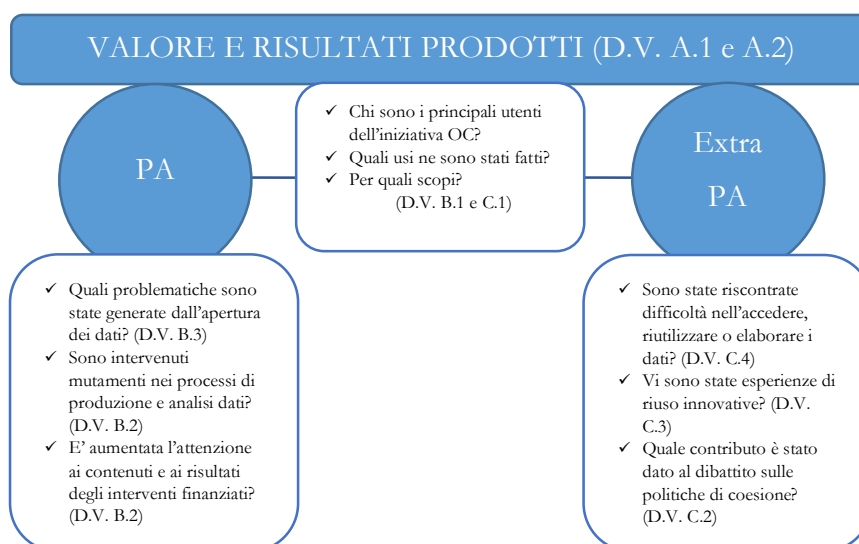 VALORE E RISULTATI PRODOTTI (D.V. A.1 e A.2)
PA
✓ Chi sono i principali utenti
dell'iniziativa OC?
✓ Quali usi ne sono stati fatti?
✓ Per quali scopi?
(D.V. B.1 e C.1)
Extra
PA
✓ Quali problematiche sono
state generate dall'apertura
dei dati? (D.V. B.3)
✓ Sono intervenuti
mutamenti nei processi di
produzione e analisi dati?
(D.V. B.2)
✓ E' aumentata l'attenzione
ai contenuti e ai risultati
degli interventi finanziati?
(D.V. B.2)
✓ Sono state riscontrate
difficoltà nell'accedere,
riutilizzare o elaborare i
dati? (D.V. C.4)
✓ Vi sono state esperienze di
riuso innovative? (D.V.
C.3)
✓ Quale contributo è stato
dato al dibattito sulle
politiche di coesione?
(D.V. C.2)